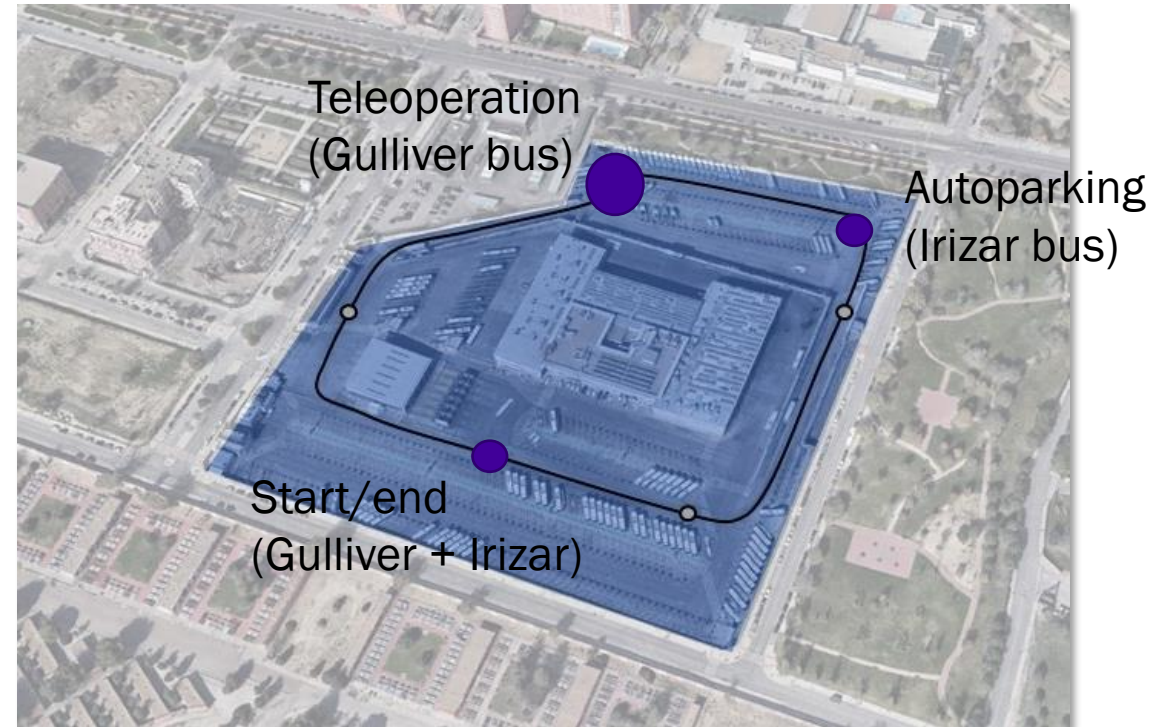 Teleoperation
(Gulliver bus)
Autoparking
(Irizar bus)
Start/end
(Gulliver + Irizar)